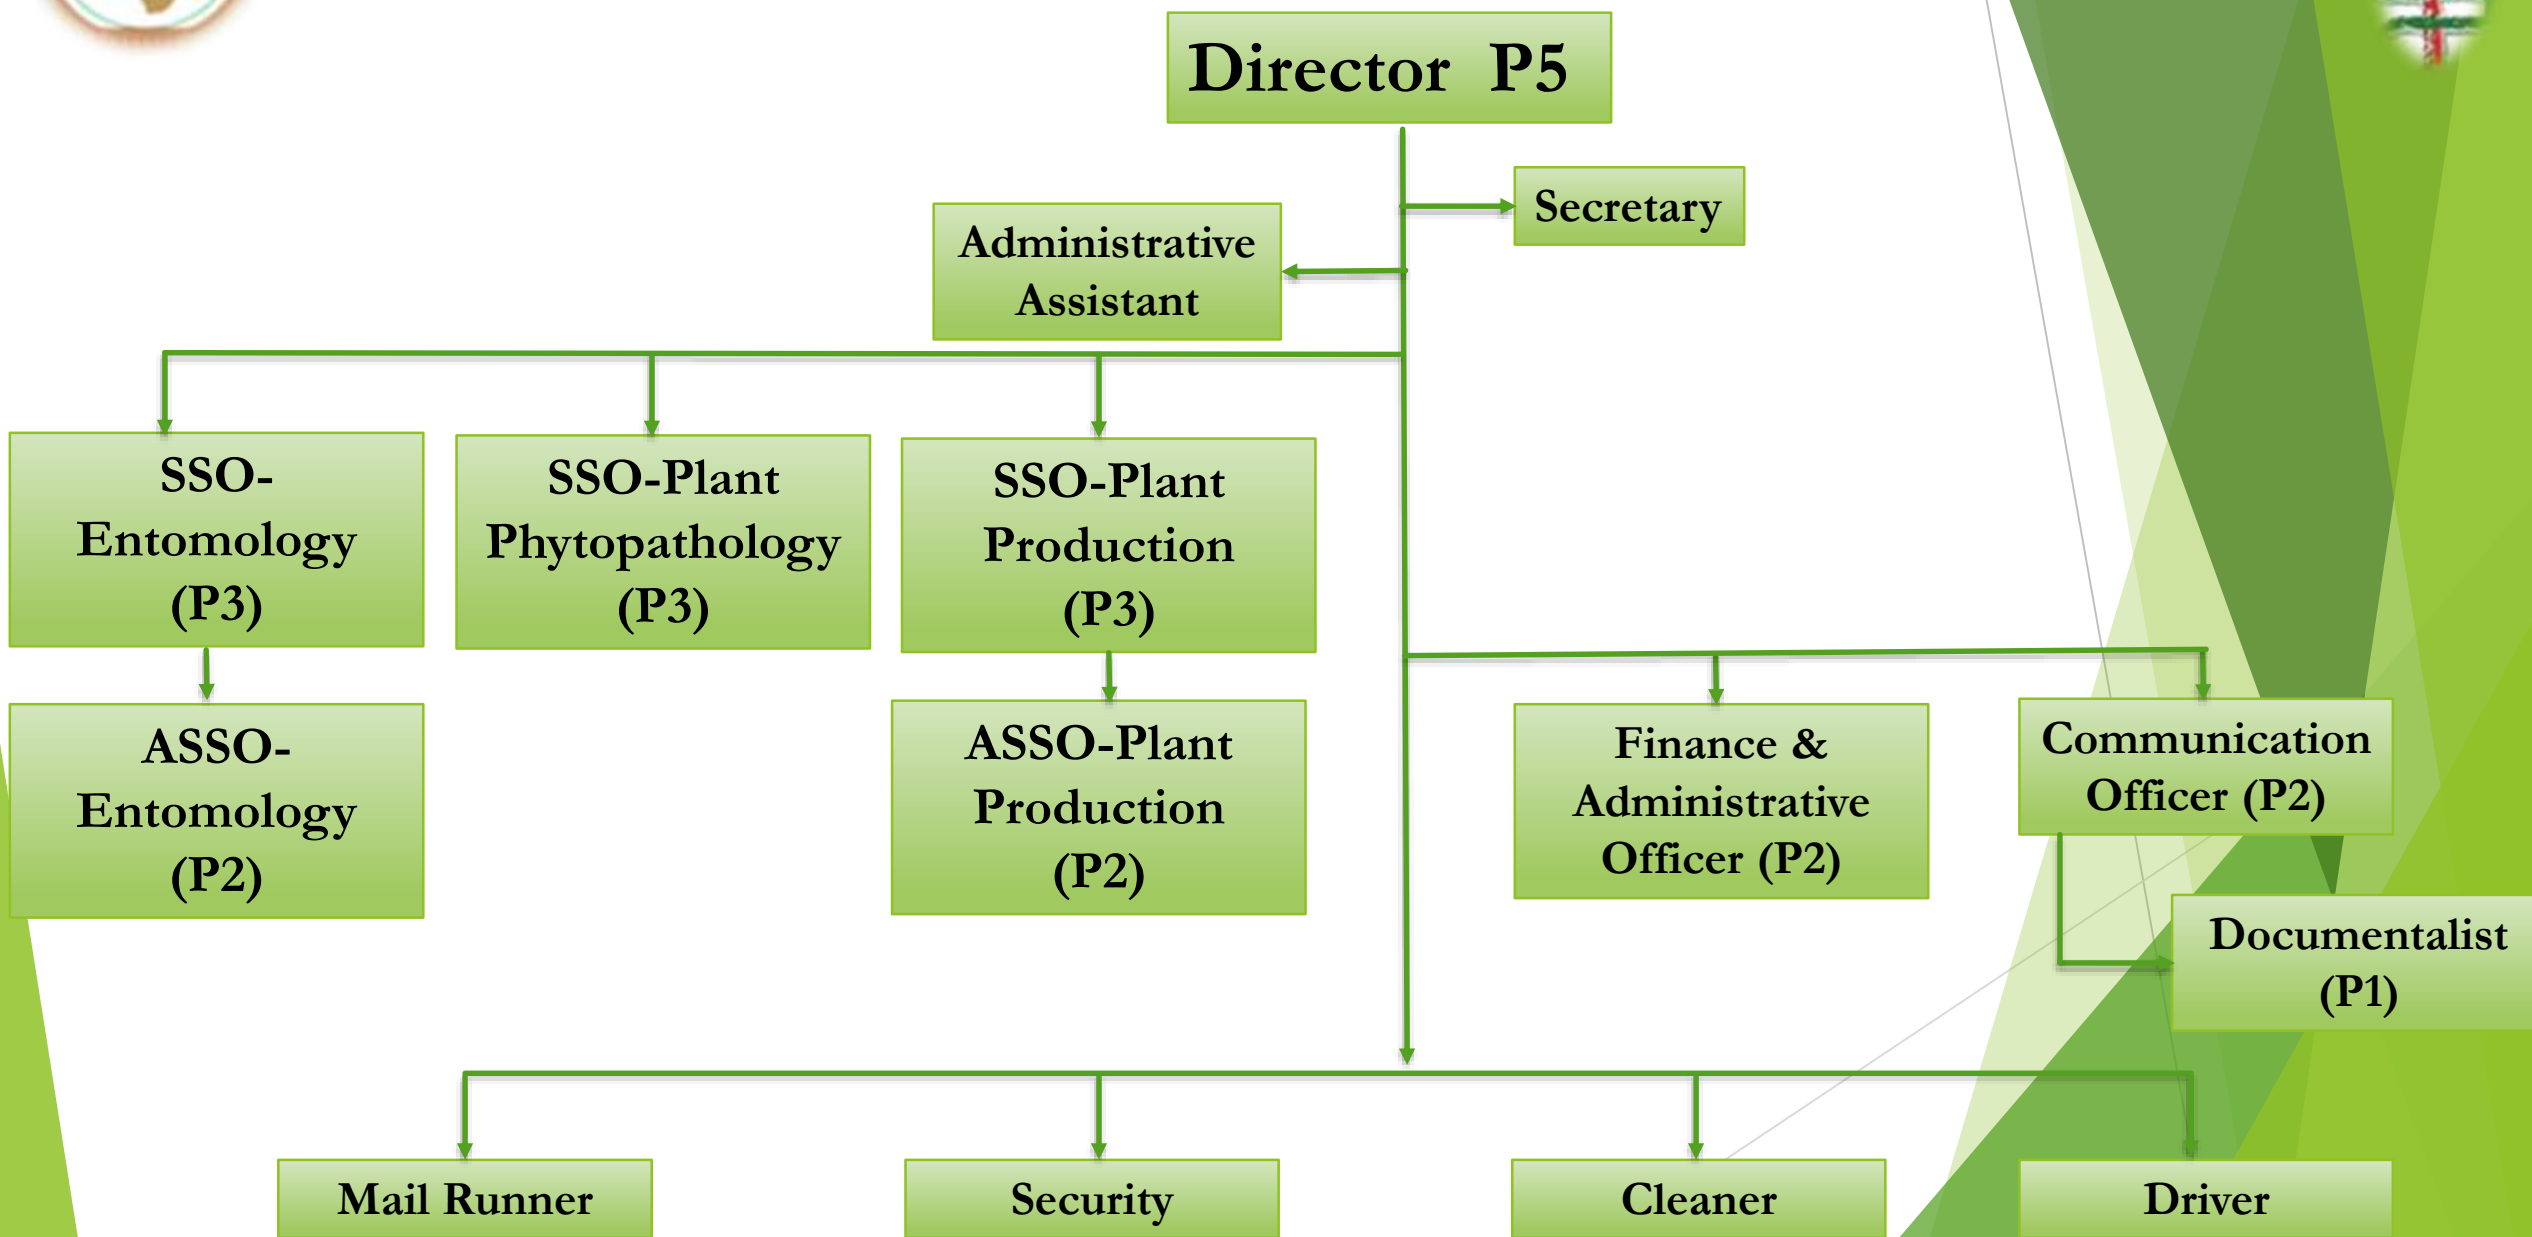 Director P5
Secretary
Administrative
Assistant
SSO-
Entomology
(P3)
SSO-Plant
Phytopathology
(P3)
SSO-Plant
Production
(P3)
ASSO-
Entomology
(P2)
ASSO-Plant
Production
(P2)
Finance &
Administrative
Officer (P2)
Communication
Officer (P2)
Documentalist
(P1)
Mail Runner
Security
Cleaner
Driver